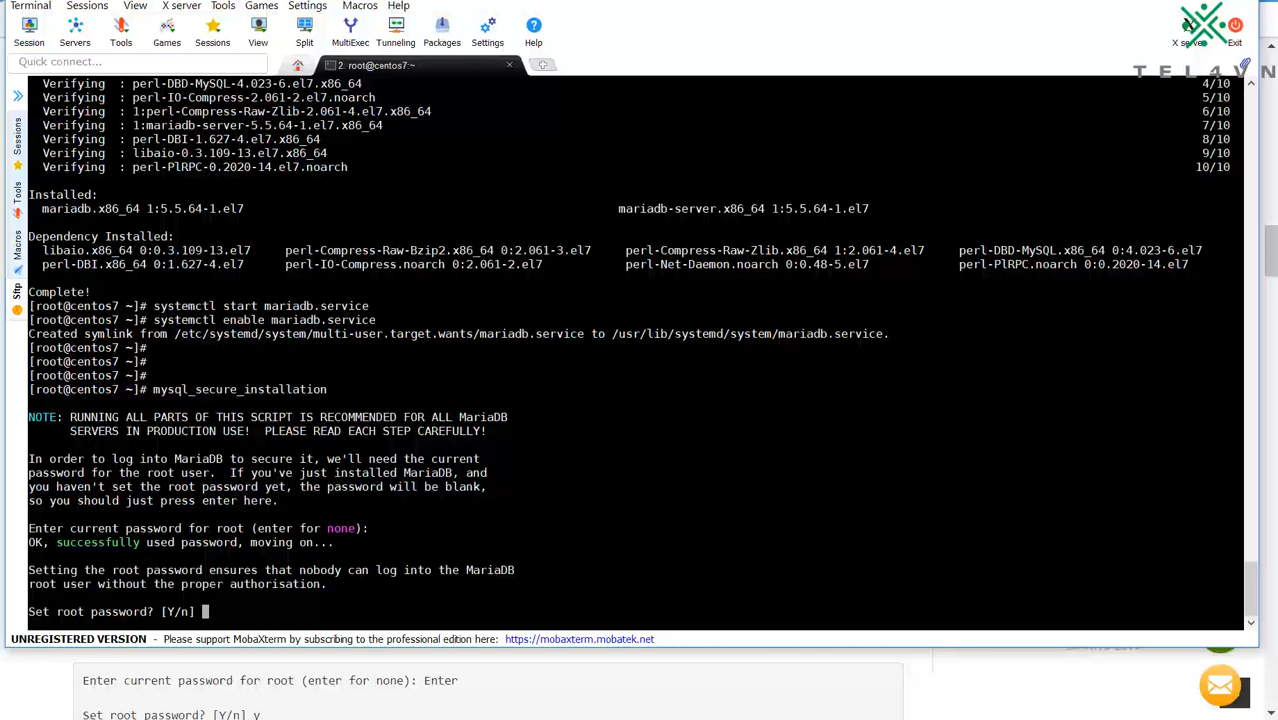 Terminal Sessions View X server Tools Games Settings Macros Help
Session Servers Tools Games Sessions View Split MultiExec Tunneling Packages Settings Help X server Exit
Quick connect...
2. root@centos7:~
TEL4VN
Sessions
Tools
Macros
Sftp
Verifying : perl-DBD-MySQL-4.023-6.el7.x86_64 4/10
Verifying : perl-IO-Compress-2.061-2.el7.noarch 5/10
Verifying : 1:perl-Compress-Raw-Zlib-2.061-4.el7.x86_64 6/10
Verifying : 1:mariadb-server-5.5.64-1.el7.x86_64 7/10
Verifying : perl-DBI-1.627-4.el7.x86_64 8/10
Verifying : libaio-0.3.109-13.el7.x86_64 9/10
Verifying : perl-PlRPC-0.2020-14.el7.noarch 10/10
Installed:
mariadb.x86_64 1:5.5.64-1.el7 mariadb-server.x86_64 1:5.5.64-1.el7
Dependency Installed:
libaio.x86_64 0:0.3.109-13.el7 perl-Compress-Raw-Bzip2.x86_64 0:2.061-3.el7 perl-Compress-Raw-Zlib.x86_64 1:2.061-4.el7 perl-DBD-MySQL.x86_64 0:4.023-6.el7
perl-DBI.x86_64 0:1.627-4.el7 perl-IO-Compress.noarch 0:2.061-2.el7 perl-Net-Daemon.noarch 0:0.48-5.el7 perl-PlRPC.noarch 0:0.2020-14.el7
Complete!
[root@centos7 ~]# systemctl start mariadb.service
[root@centos7 ~]# systemctl enable mariadb.service
Created symlink from /etc/systemd/system/multi-user.target.wants/mariadb.service to /usr/lib/systemd/system/mariadb.service.
[root@centos7 ~]#
[root@centos7 ~]#
[root@centos7 ~]#
[root@centos7 ~]# mysql_secure_installation
NOTE: RUNNING ALL PARTS OF THIS SCRIPT IS RECOMMENDED FOR ALL MariaDB
SERVERS IN PRODUCTION USE! PLEASE READ EACH STEP CAREFULLY!
In order to log into MariaDB to secure it, we'll need the current
password for the root user. If you've just installed MariaDB, and
you haven't set the root password yet, the password will be blank,
so you should just press enter here.
Enter current password for root (enter for none):
OK, successfully used password, moving on...
Setting the root password ensures that nobody can log into the MariaDB
root user without the proper authorisation.
Set root password? [Y/n]
UNREGISTERED VERSION - Please support MobaXterm by subscribing to the professional edition here: https://mobaxterm.mobatek.net
Enter current password for root (enter for none): Enter
Set root password? [Y/n] y